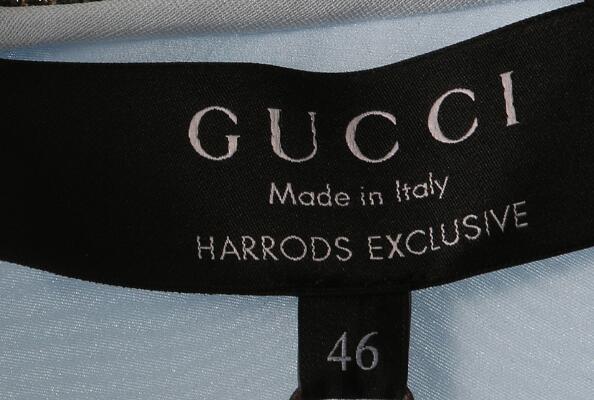 GUCCI
Made in Italy
HARRODS EXCLUSIVE
46